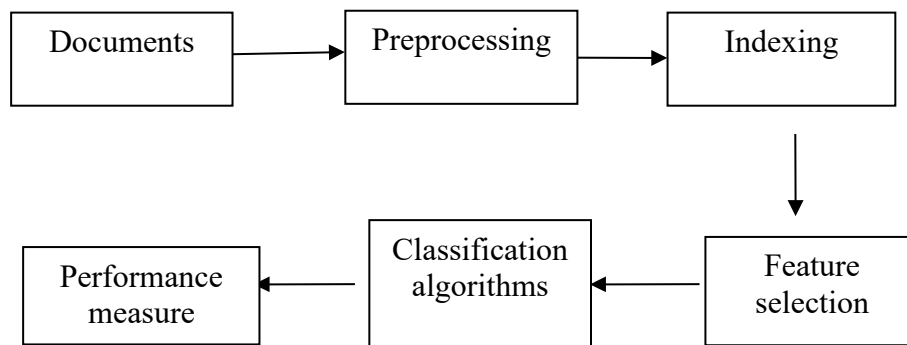 Documents
Preprocessing
Indexing
Feature
selection
Classification
algorithms
Performance
measure